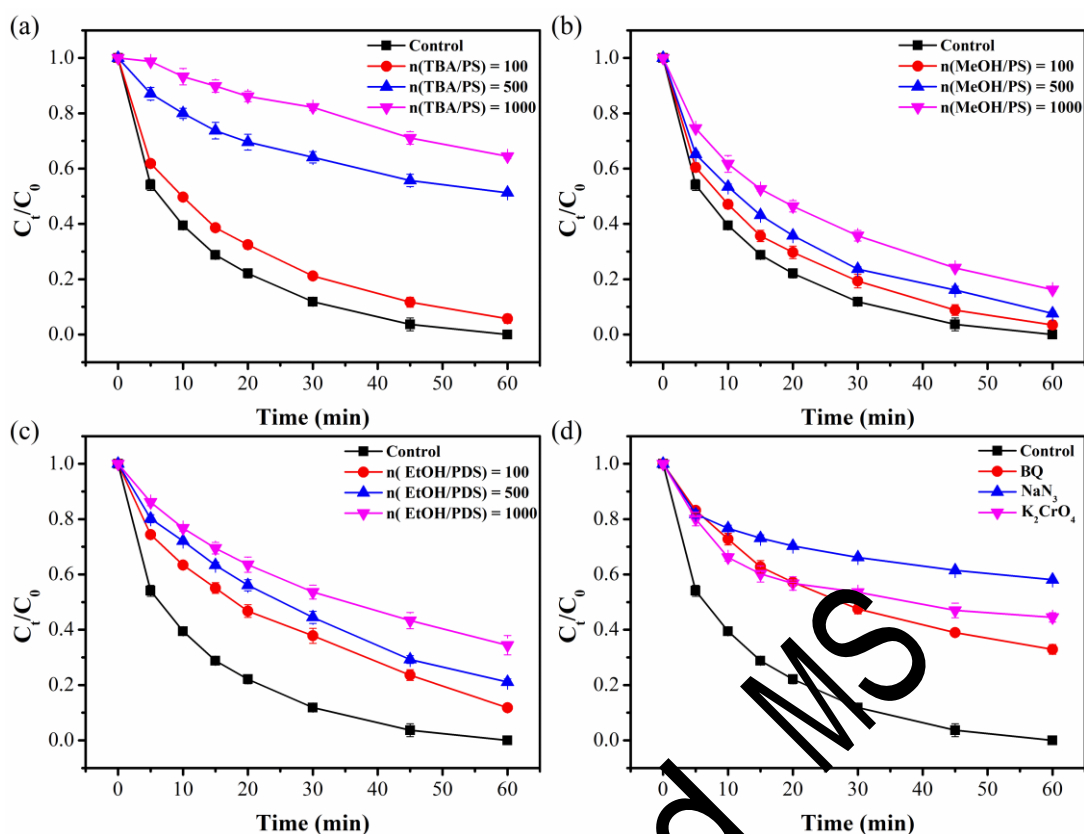 (a)
Control
n(TBA/PS) = 100
n(TBA/PS) = 500
n(TBA/PS) = 1000
1.0
0.8
0.6
0.4
0.2
0.0
Cₜ/C₀
0 10 20 30 40 50 60
Time (min)
(b)
Control
n(MeOH/PS) = 100
n(MeOH/PS) = 500
n(MeOH/PS) = 1000
1.0
0.8
0.6
0.4
0.2
0.0
Cₜ/C₀
0 10 20 30 40 50 60
Time (min)
(c)
Control
n( EtOH/PDS) = 100
n( EtOH/PDS) = 500
n( EtOH/PDS) = 1000
1.0
0.8
0.6
0.4
0.2
0.0
Cₜ/C₀
0 10 20 30 40 50 60
Time (min)
(d)
Control
BQ
NaN₃
K₂CrO₄
1.0
0.8
0.6
0.4
0.2
0.0
Cₜ/C₀
0 10 20 30 40 50 60
Time (min)
d MS